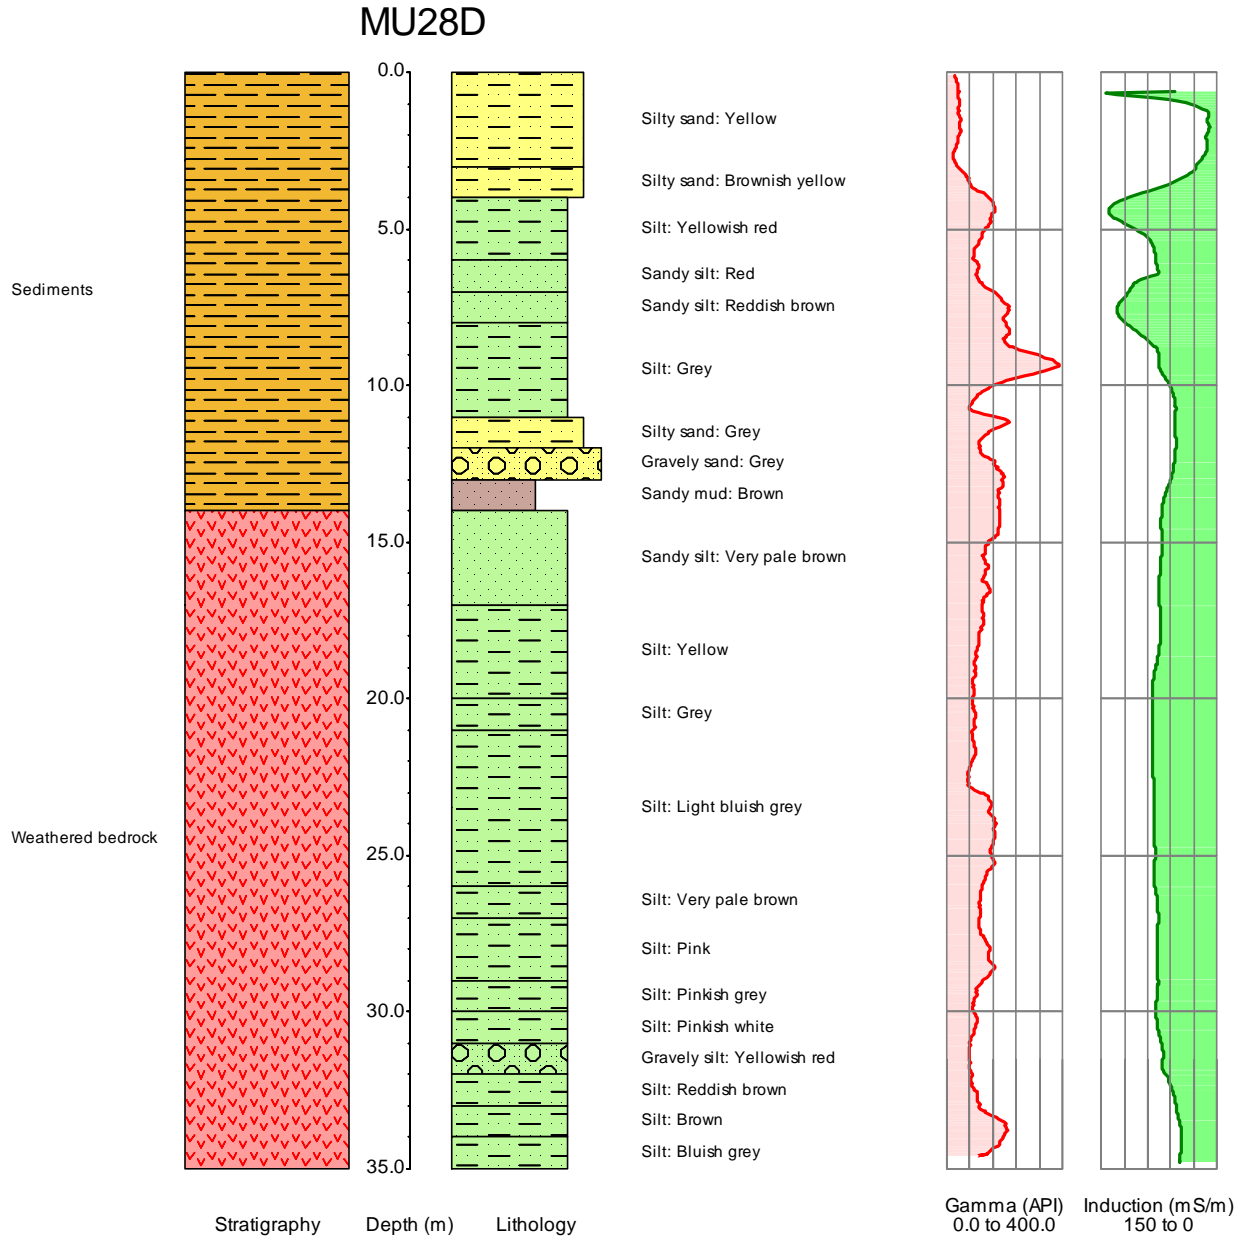 MU28D
0.0
Silty sand: Yellow
Silty sand: Brownish yellow
5.0
Silt: Yellowish red
Sandy silt: Red
Sediments
Sandy silt: Reddish brown
Silt: Grey
10.0
Silty sand: Grey
Gravely sand: Grey
Sandy mud: Brown
15.0
Sandy silt: Very pale brown
Silt: Yellow
20.0
Silt: Grey
Silt: Light bluish grey
Weathered bedrock
25.0
Silt: Very pale brown
Silt: Pink
Silt: Pinkish grey
30.0
Silt: Pinkish white
Gravely silt: Yellowish red
Silt: Reddish brown
Silt: Brown
Silt: Bluish grey
35.0
Stratigraphy
Depth (m)
Lithology
Gamma (API)
0.0 to 400.0
Induction (mS/m)
150 to 0